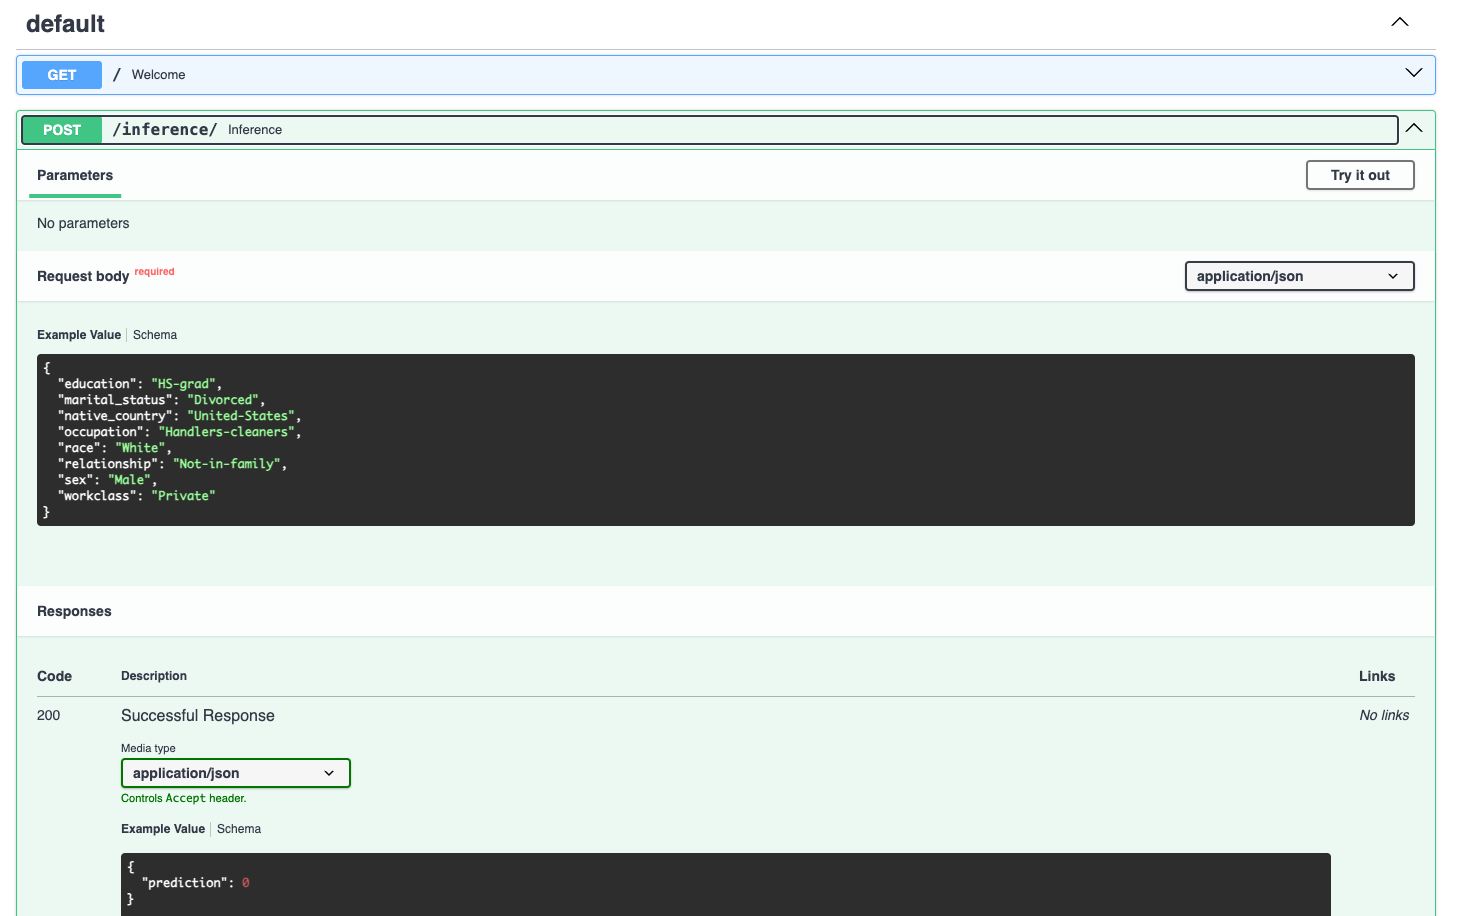 default
GET / Welcome
POST /inference/ Inference
Parameters
Try it out
No parameters
Request body required
application/json
Example Value Schema
{
  "education": "HS-grad",
  "marital_status": "Divorced",
  "native_country": "United-States",
  "occupation": "Handlers-cleaners",
  "race": "White",
  "relationship": "Not-in-family",
  "sex": "Male",
  "workclass": "Private"
}
Responses
Code Description Links
200 Successful Response No links
Media type
application/json
Controls Accept header.
Example Value Schema
{
  "prediction": 0
}